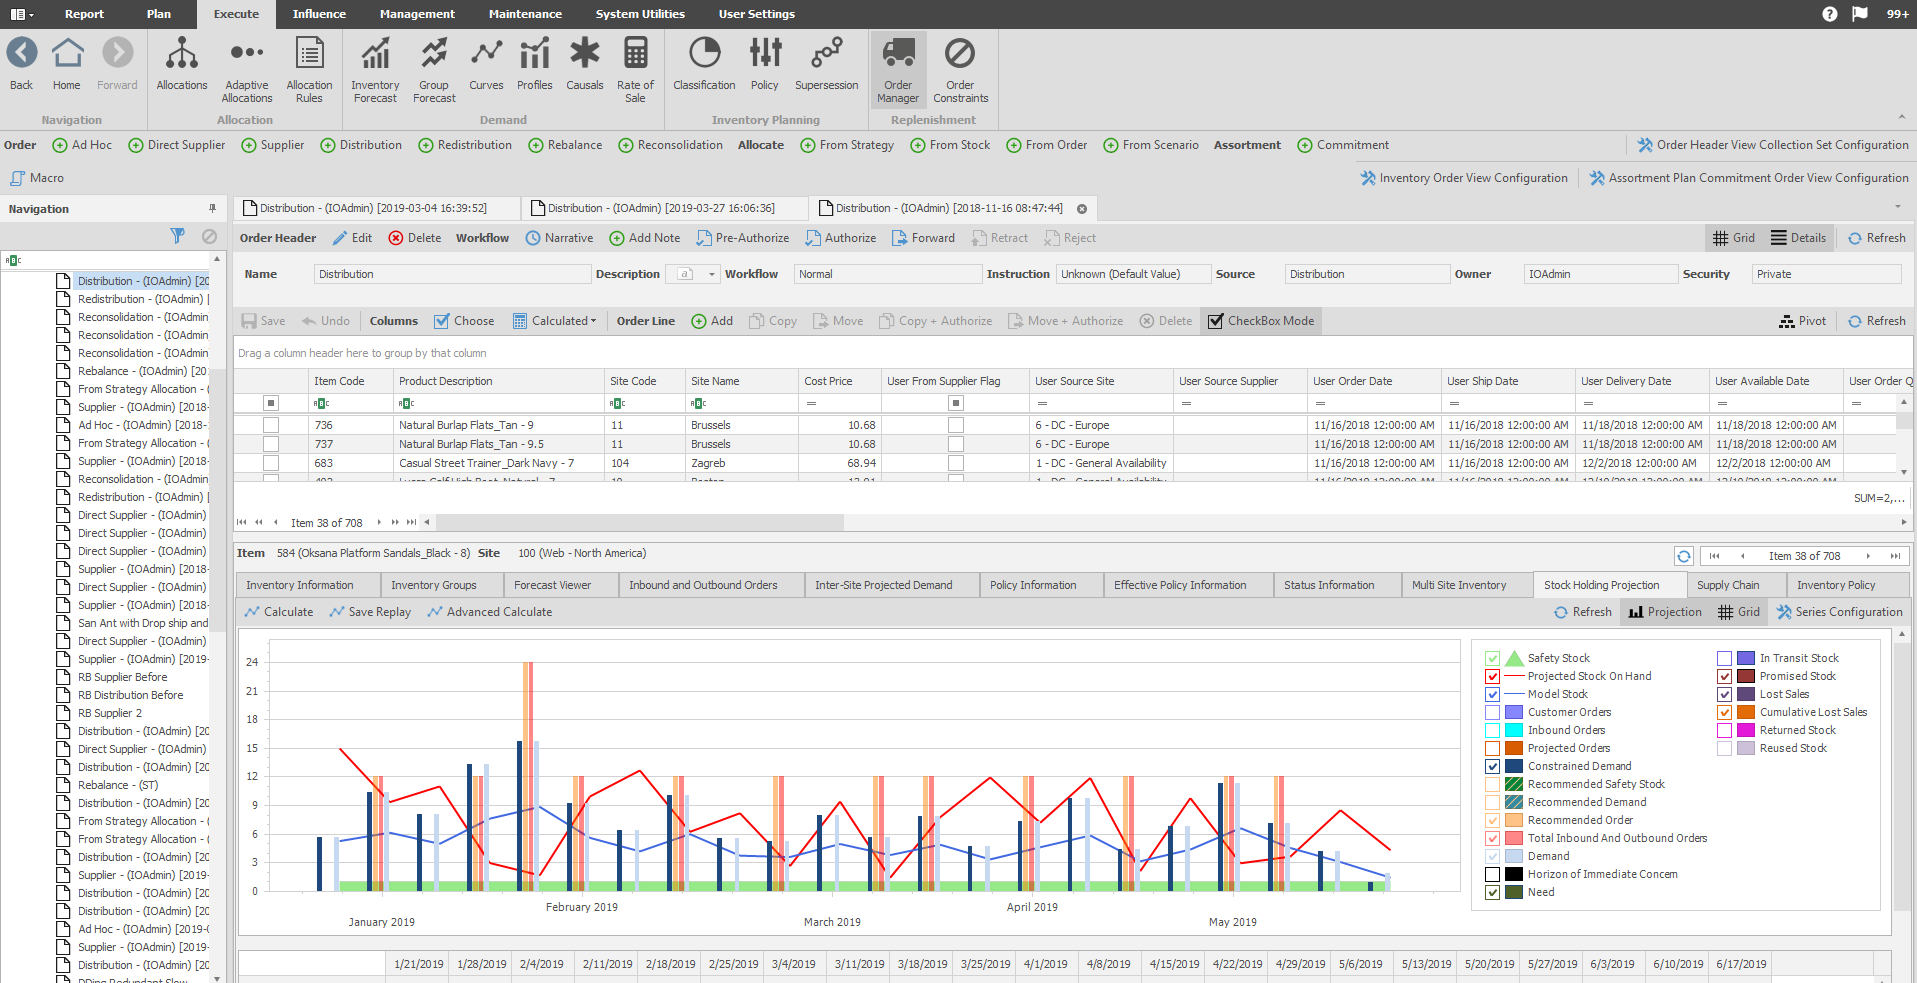 Report Plan Execute Influence Management Maintenance System Utilities User Settings 99+
Back Home Forward Allocations Adaptive Allocations Allocation Rules Inventory Forecast Group Forecast Curves Profiles Causals Rate of Sale Classification Policy Supersession Order Manager Order Constraints
Navigation Allocation Demand Inventory Planning Replenishment
Order Ad Hoc Direct Supplier Supplier Distribution Redistribution Rebalance Reconsolidation Allocate From Strategy From Stock From Order From Scenario Assortment Commitment Order Header View Collection Set Configuration
Macro Inventory Order View Configuration Assortment Plan Commitment Order View Configuration
Navigation
Distribution - (IOAdmin) [20
Redistribution - (IOAdmin) [
Reconsolidation - (IOAdmin
Reconsolidation - (IOAdmin
Reconsolidation - (IOAdmin
Rebalance - (IOAdmin) [20
From Strategy Allocation - (
Supplier - (IOAdmin) [2018-
Ad Hoc - (IOAdmin) [2018-
From Strategy Allocation -
Supplier - (IOAdmin) [2018-
Reconsolidation - (IOAdmin
Redistribution - (IOAdmin) [
Direct Supplier - (IOAdmin)
Direct Supplier - (IOAdmin)
Direct Supplier - (IOAdmin)
Supplier - (IOAdmin) [2018-
Direct Supplier - (IOAdmin)
Supplier - (IOAdmin) [2018-
San Ant with Drop ship and
Direct Supplier - (IOAdmin)
Supplier - (IOAdmin) [2019-
RB Supplier Before
RB Distribution Before
RB Supplier 2
Distribution - (IOAdmin) [20
Direct Supplier - (IOAdmin)
Distribution - (IOAdmin) [20
Rebalance - (ST)
Distribution - (IOAdmin) [20
From Strategy Allocation - (
From Strategy Allocation - (
Distribution - (IOAdmin) [20
Supplier - (IOAdmin) [2019-
Distribution - (IOAdmin) [20
Distribution - (IOAdmin) [20
Ad Hoc - (IOAdmin) [2019-0
Supplier - (IOAdmin) [2019-
Distribution - (IOAdmin) [20
Distribution - (IOAdmin) [2019-03-04 16:39:52] Distribution - (IOAdmin) [2019-03-27 16:06:36] Distribution - (IOAdmin) [2018-11-16 08:47:44]
Order Header Edit Delete Workflow Narrative Add Note Pre-Authorize Authorize Forward Retract Reject Grid Details Refresh
Name Distribution Description Workflow Normal Instruction Unknown (Default Value) Source Distribution Owner IOAdmin Security Private
Save Undo Columns Choose Calculated Order Line Add Copy Move Copy + Authorize Move + Authorize Delete CheckBox Mode Pivot Refresh
Drag a column header here to group by that column
Item Code Product Description Site Code Site Name Cost Price User From Supplier Flag User Source Site User Source Supplier User Order Date User Ship Date User Delivery Date User Available Date User Order Q
736 Natural Burlap Flats_Tan - 9 11 Brussels 10.68 6 - DC - Europe 11/16/2018 12:00:00 AM 11/16/2018 12:00:00 AM 11/18/2018 12:00:00 AM 11/18/2018 12:00:00 AM
737 Natural Burlap Flats_Tan - 9.5 11 Brussels 10.68 6 - DC - Europe 11/16/2018 12:00:00 AM 11/16/2018 12:00:00 AM 11/18/2018 12:00:00 AM 11/18/2018 12:00:00 AM
683 Casual Street Trainer_Dark Navy - 7 104 Zagreb 68.94 1 - DC - General Availability 11/16/2018 12:00:00 AM 11/16/2018 12:00:00 AM 12/2/2018 12:00:00 AM 12/2/2018 12:00:00 AM
SUM=2,...
Item 38 of 708
Item 584 (Oksana Platform Sandals_Black - 8) Site 100 (Web - North America) Item 38 of 708
Inventory Information Inventory Groups Forecast Viewer Inbound and Outbound Orders Inter-Site Projected Demand Policy Information Effective Policy Information Status Information Multi Site Inventory Stock Holding Projection Supply Chain Inventory Policy
Calculate Save Replay Advanced Calculate Refresh Projection Grid Series Configuration
24
21
18
15
12
9
6
3
0
January 2019 February 2019 March 2019 April 2019 May 2019
Safety Stock
Projected Stock On Hand
Model Stock
Customer Orders
Inbound Orders
Projected Orders
Constrained Demand
Recommended Safety Stock
Recommended Demand
Recommended Order
Total Inbound And Outbound Orders
Demand
Horizon of Immediate Concern
Need
In Transit Stock
Promised Stock
Lost Sales
Cumulative Lost Sales
Returned Stock
Reused Stock
1/21/2019 1/28/2019 2/4/2019 2/11/2019 2/18/2019 2/25/2019 3/4/2019 3/11/2019 3/18/2019 3/25/2019 4/1/2019 4/8/2019 4/15/2019 4/22/2019 4/29/2019 5/6/2019 5/13/2019 5/20/2019 5/27/2019 6/3/2019 6/10/2019 6/17/2019